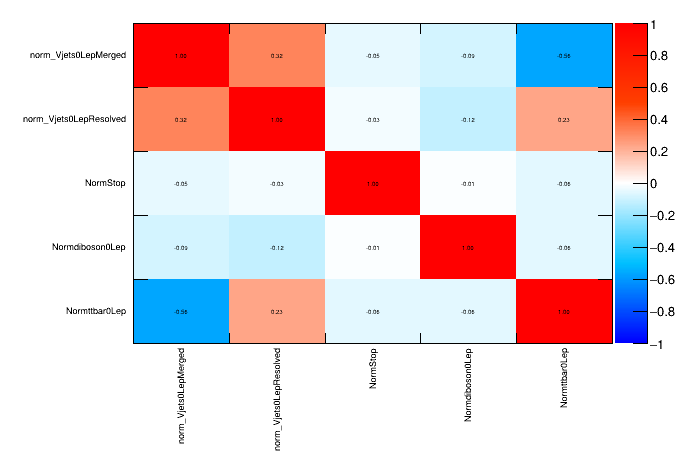 norm_Vjets0LepMerged 1.00 0.32 -0.05 -0.09 -0.56
norm_Vjets0LepResolved 0.32 1.00 -0.03 -0.12 0.23
NormStop -0.05 -0.03 1.00 -0.01 -0.06
Normdiboson0Lep -0.09 -0.12 -0.01 1.00 -0.06
Normttbar0Lep -0.56 0.23 -0.06 -0.06 1.00
norm_Vjets0LepMerged
norm_Vjets0LepResolved
NormStop
Normdiboson0Lep
Normttbar0Lep
1
0.8
0.6
0.4
0.2
0
−0.2
−0.4
−0.6
−0.8
−1